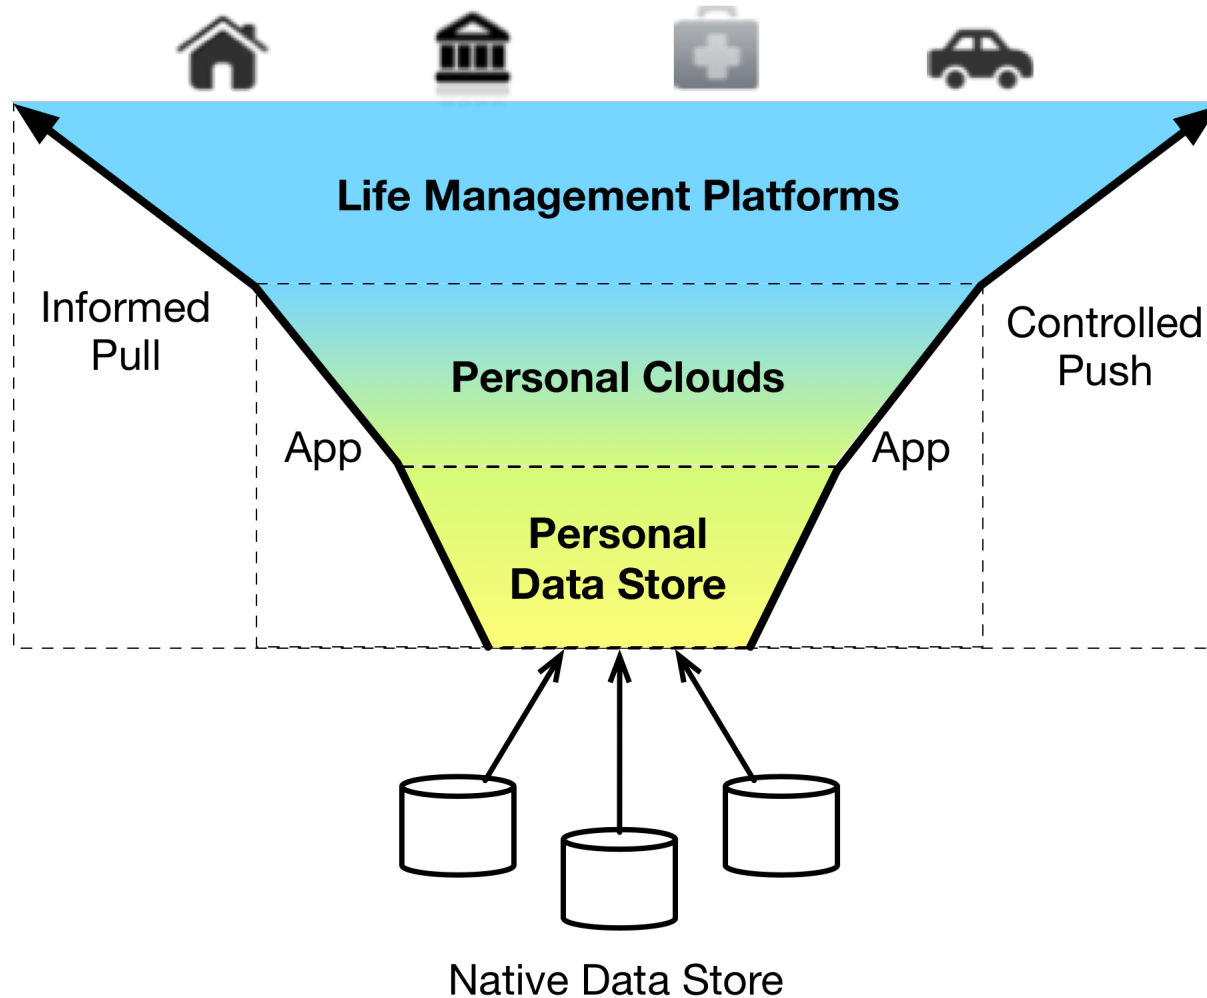 Life Management Platforms
Informed
Pull
Controlled
Push
Personal Clouds
App
App
Personal
Data Store
Native Data Store